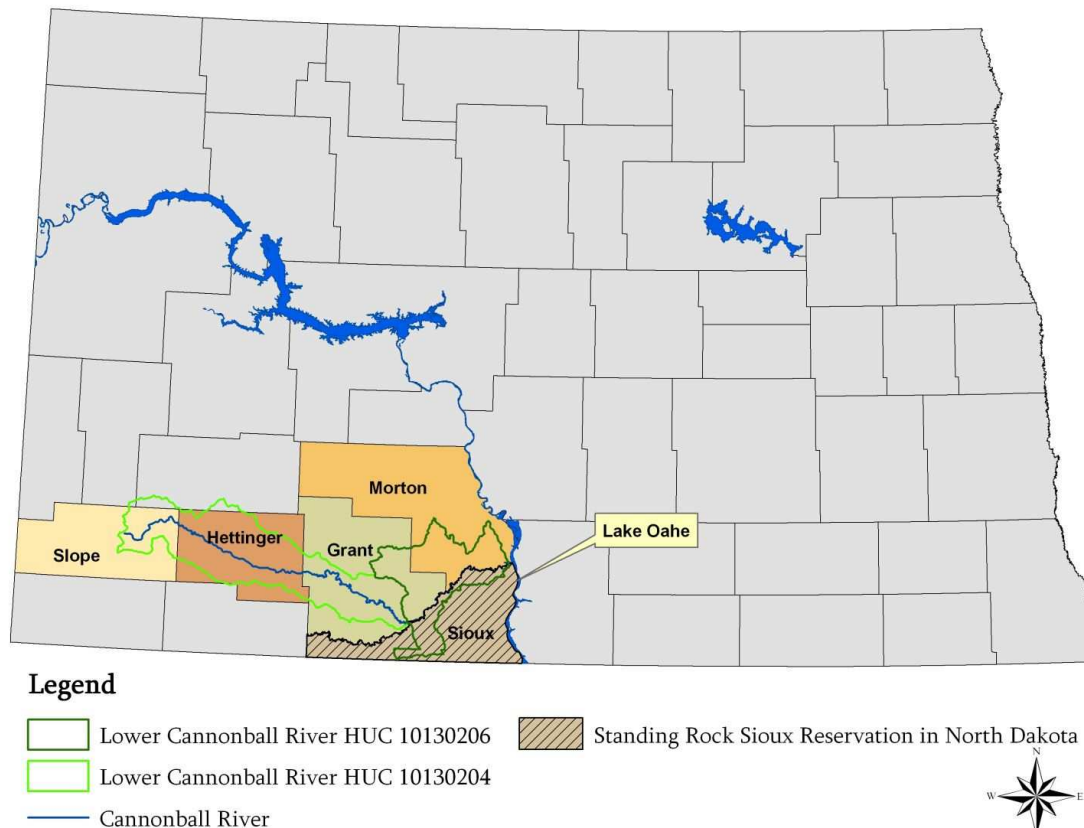 Morton
Lake Oahe
Hettinger
Grant
Slope
Sioux
Legend
Lower Cannonball River HUC 10130206
Standing Rock Sioux Reservation in North Dakota
Lower Cannonball River HUC 10130204
Cannonball River
N
W
E